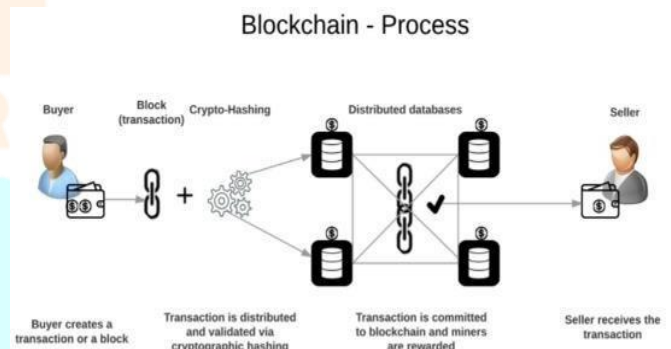 Blockchain - Process
Buyer
Block
(transaction)
Crypto-Hashing
Distributed databases
Seller
Buyer creates a
transaction or a block
Transaction is distributed
and validated via
cryptographic hashing
Transaction is committed
to blockchain and miners
are rewarded
Seller receives the
transaction